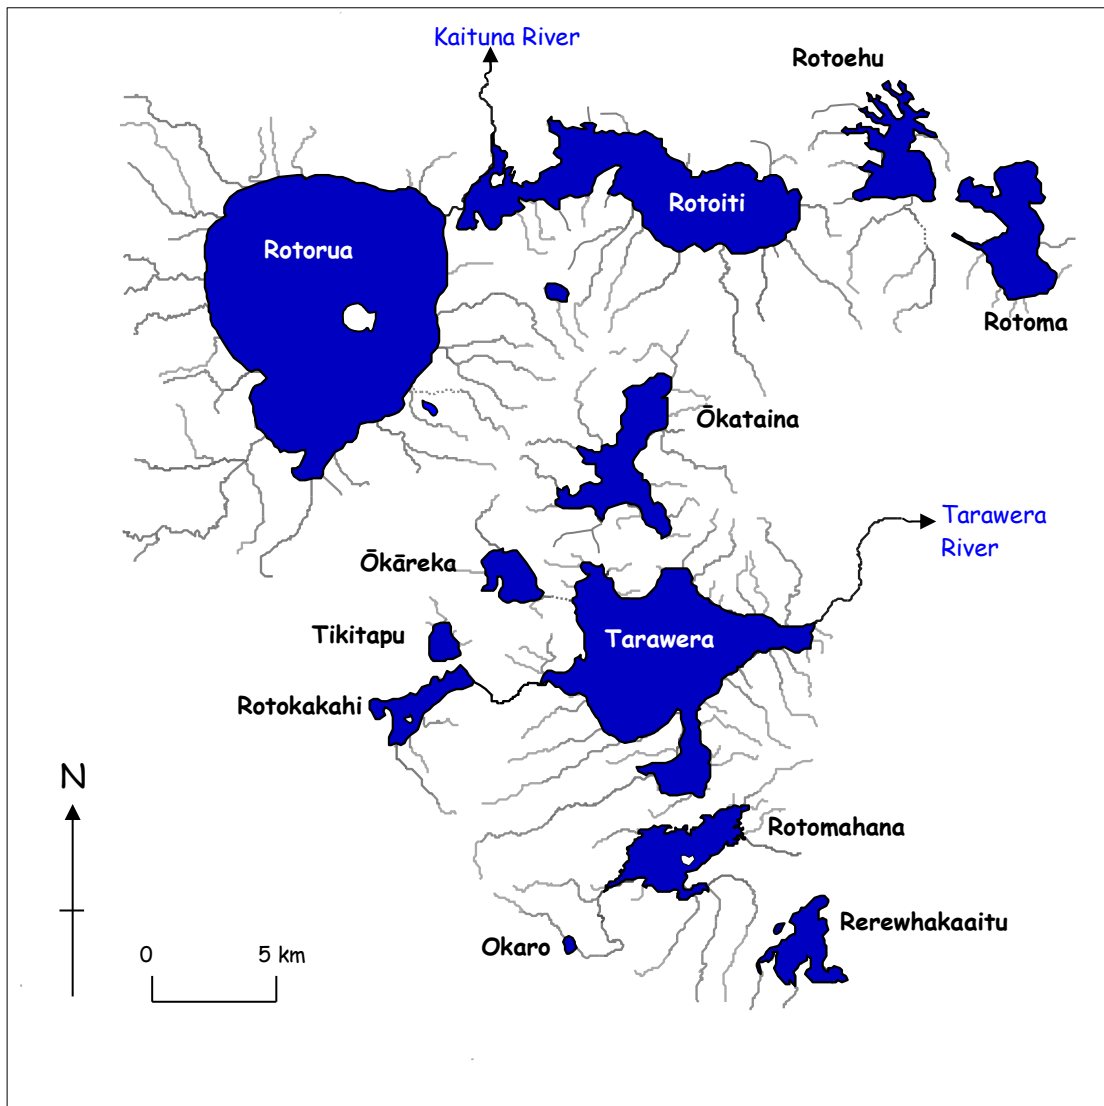 Kaituna River
Rotoehu
Rotoiti
Rotorua
Rotoma
Ōkataina
Tarawera
River
Ōkāreka
Tikitapu
Tarawera
Rotokakahi
N
Rotomahana
Rerewhakaaitu
Okaro
0 5 km